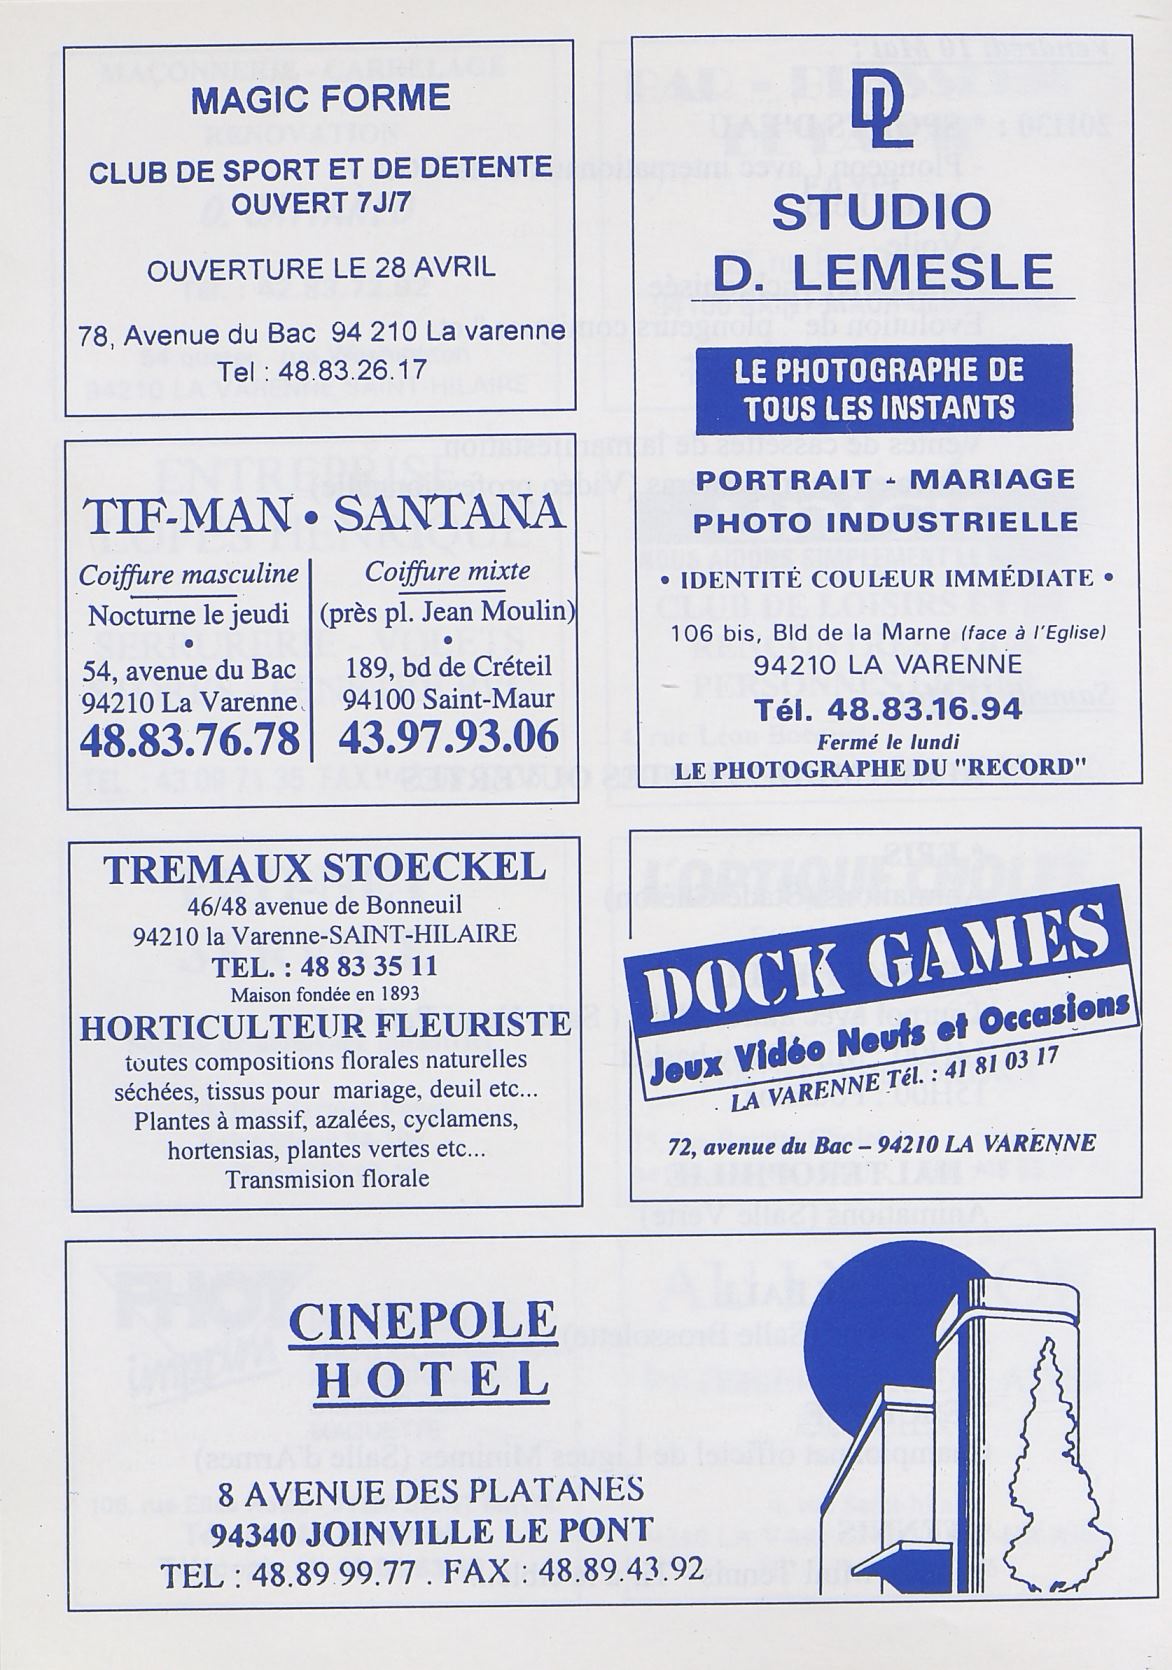 MAGIC FORME
CLUB DE SPORT ET DE DETENTE
OUVERT 7J/7
OUVERTURE LE 28 AVRIL
78, Avenue du Bac 94 210 La varenne
Tel : 48.83.26.17
DL
STUDIO
D. LEMESLE
LE PHOTOGRAPHE DE
TOUS LES INSTANTS
PORTRAIT - MARIAGE
PHOTO INDUSTRIELLE
• IDENTITÉ COULEUR IMMÉDIATE •
106 bis, Bld de la Marne (face à l'Eglise)
94210 LA VARENNE
Tél. 48.83.16.94
Fermé le lundi
LE PHOTOGRAPHE DU "RECORD"
TIF-MAN • SANTANA
Coiffure masculine
Nocturne le jeudi
•
54, avenue du Bac
94210 La Varenne
48.83.76.78
Coiffure mixte
(près pl. Jean Moulin)
•
189, bd de Créteil
94100 Saint-Maur
43.97.93.06
TREMAUX STOECKEL
46/48 avenue de Bonneuil
94210 la Varenne-SAINT-HILAIRE
TEL. : 48 83 35 11
Maison fondée en 1893
HORTICULTEUR FLEURISTE
toutes compositions florales naturelles
séchées, tissus pour mariage, deuil etc...
Plantes à massif, azalées, cyclamens,
hortensias, plantes vertes etc...
Transmission florale
DOCK GAMES
Jeux Vidéo Neufs et Occasions
LA VARENNE Tél. : 41 81 03 17
72, avenue du Bac – 94210 LA VARENNE
CINEPOLE
HOTEL
8 AVENUE DES PLATANES
94340 JOINVILLE LE PONT
TEL : 48.89 99.77 . FAX : 48.89.43.92